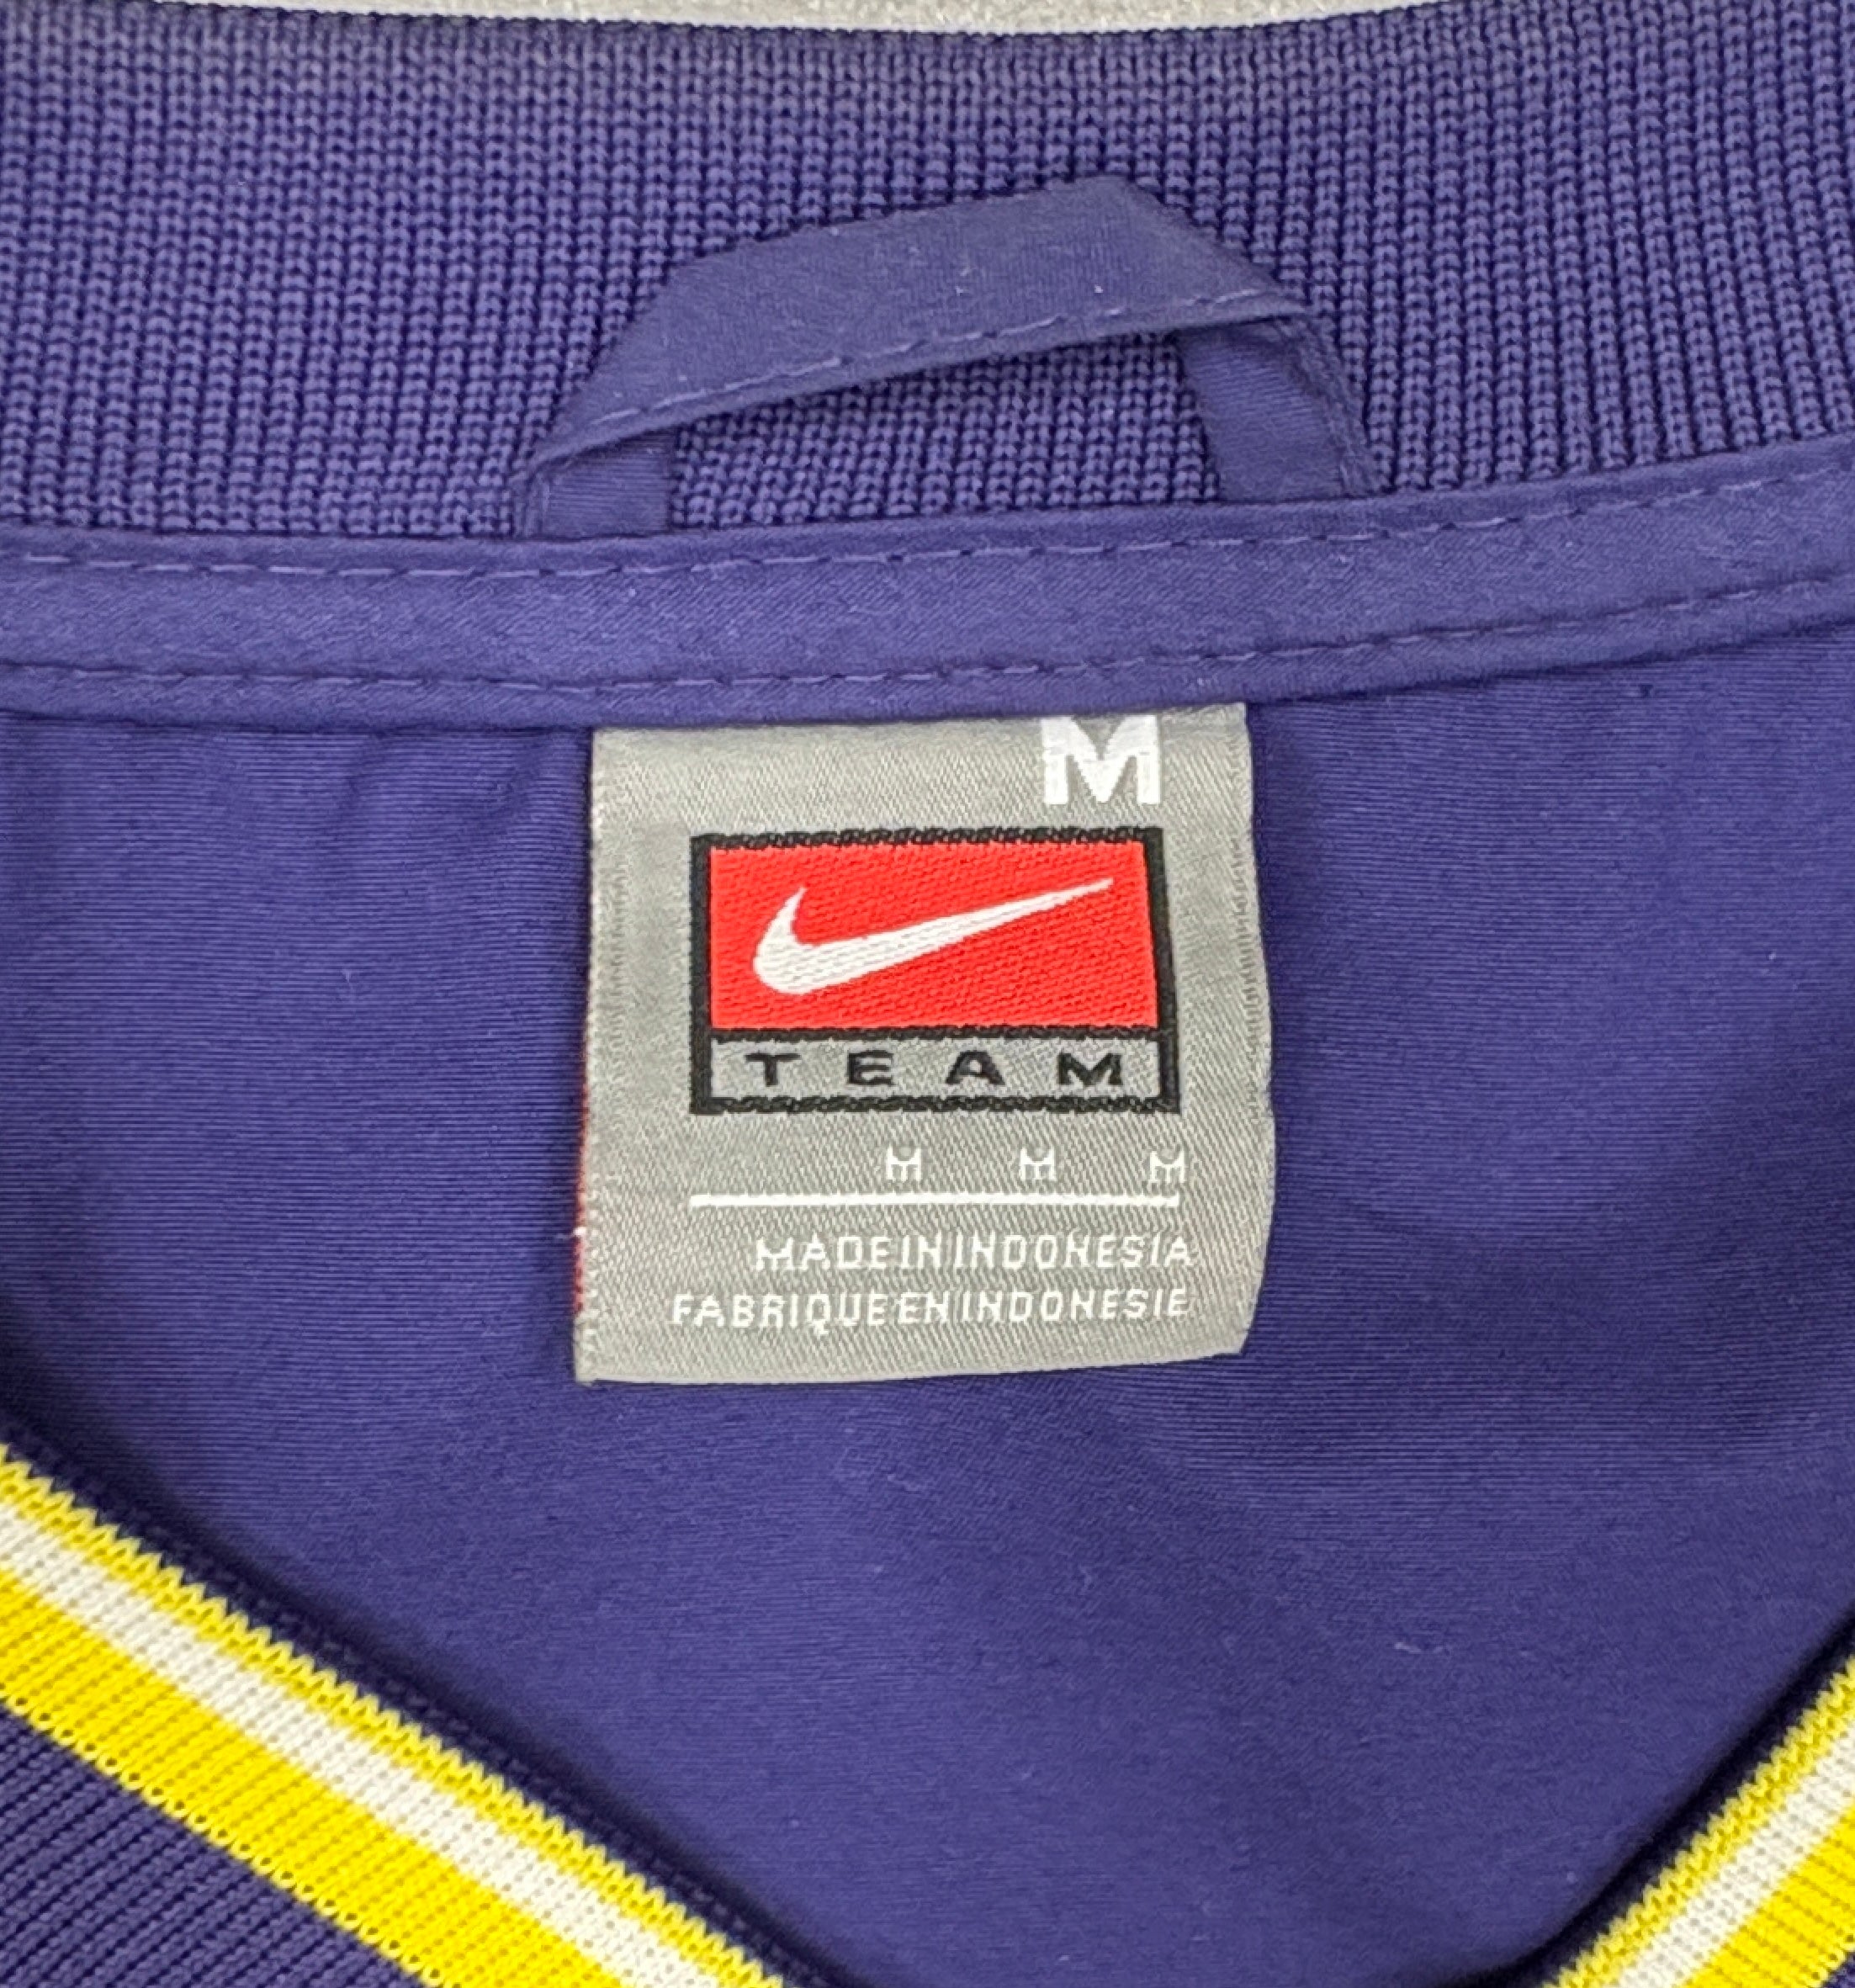 M
TEAM
M M M
MADE IN INDONESIA
FABRIQUE EN INDONESIE